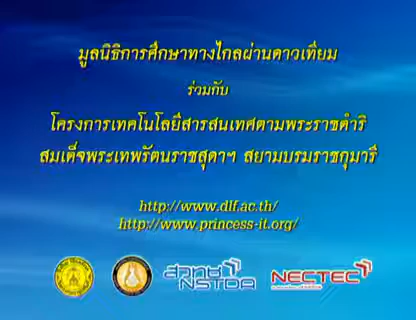 มูลนิธิการศึกษาทางไกลผ่านดาวเทียม
ร่วมกับ
โครงการเทคโนโลยีสารสนเทศตามพระราชดำริ
สมเด็จพระเทพรัตนราชสุดาฯ สยามบรมราชกุมารี
http://www.dlf.ac.th/
http://www.princess-it.org/
สวทช
NSTDA
NECTEC